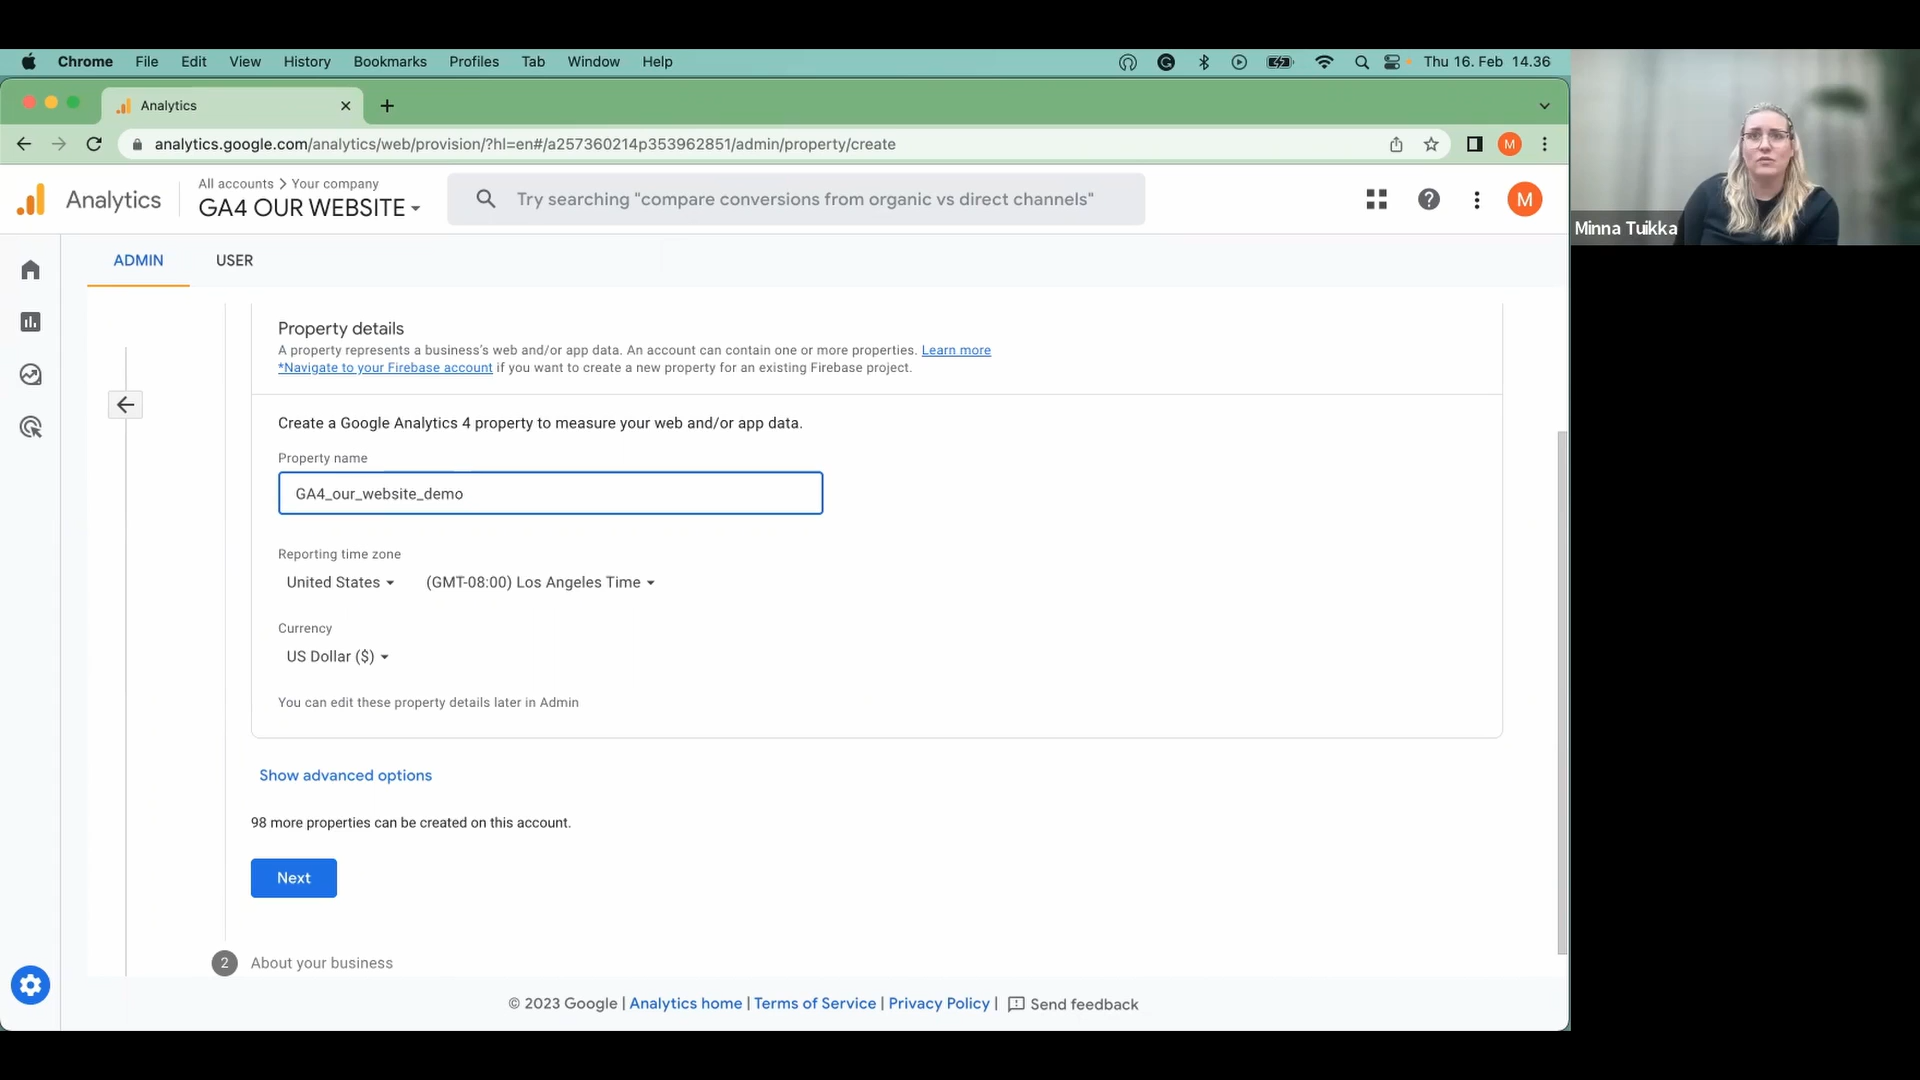 Chrome File Edit View History Bookmarks Profiles Tab Window Help Thu 16. Feb 14.36
Analytics
analytics.google.com/analytics/web/provision/?hl=en#/a257360214p353962851/admin/property/create
M
Analytics
All accounts > Your company
GA4 OUR WEBSITE
Try searching "compare conversions from organic vs direct channels"
M
Minna Tuikka
ADMIN USER
Property details
A property represents a business's web and/or app data. An account can contain one or more properties. Learn more
*Navigate to your Firebase account if you want to create a new property for an existing Firebase project.
Create a Google Analytics 4 property to measure your web and/or app data.
Property name
GA4_our_website_demo
Reporting time zone
United States (GMT-08:00) Los Angeles Time
Currency
US Dollar ($)
You can edit these property details later in Admin
Show advanced options
98 more properties can be created on this account.
Next
2 About your business
© 2023 Google | Analytics home | Terms of Service | Privacy Policy | Send feedback